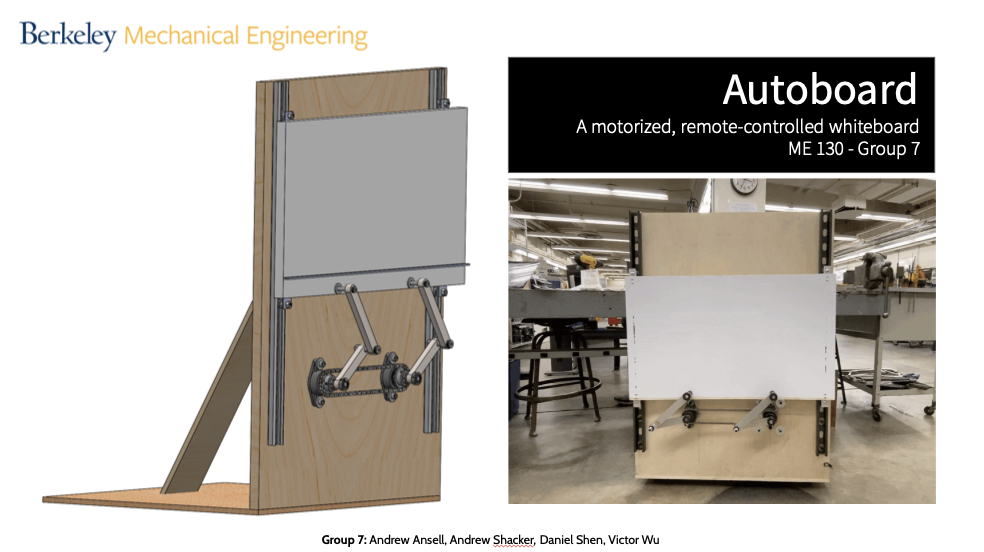 Berkeley Mechanical Engineering
Autoboard
A motorized, remote-controlled whiteboard
ME 130 - Group 7
Group 7: Andrew Ansell, Andrew Shacker, Daniel Shen, Victor Wu